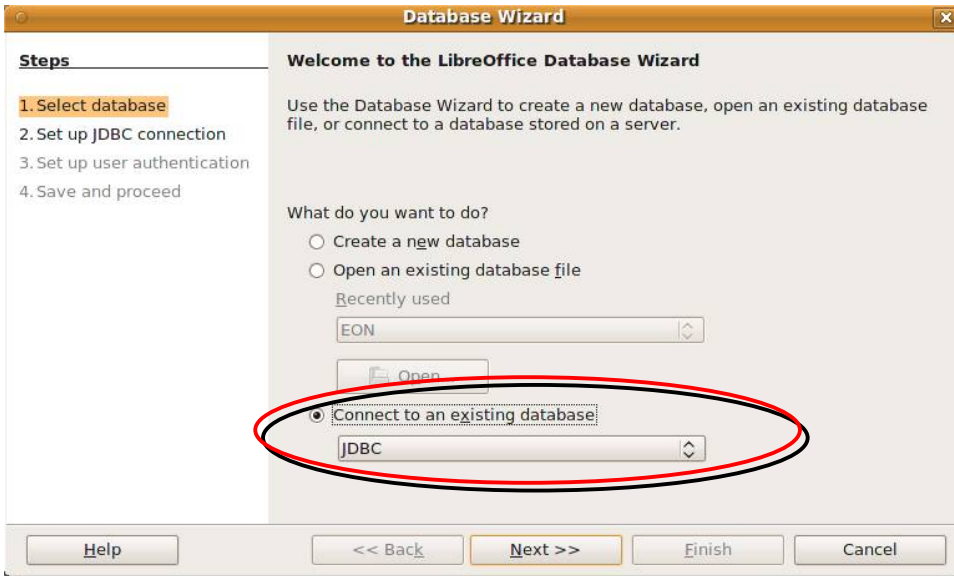 Database Wizard
Steps
1. Select database
2. Set up JDBC connection
3. Set up user authentication
4. Save and proceed
Welcome to the LibreOffice Database Wizard
Use the Database Wizard to create a new database, open an existing database
file, or connect to a database stored on a server.
What do you want to do?
Create a new database
Open an existing database file
Recently used
EON
Open
Connect to an existing database
JDBC
Help
<< Back
Next >>
Finish
Cancel